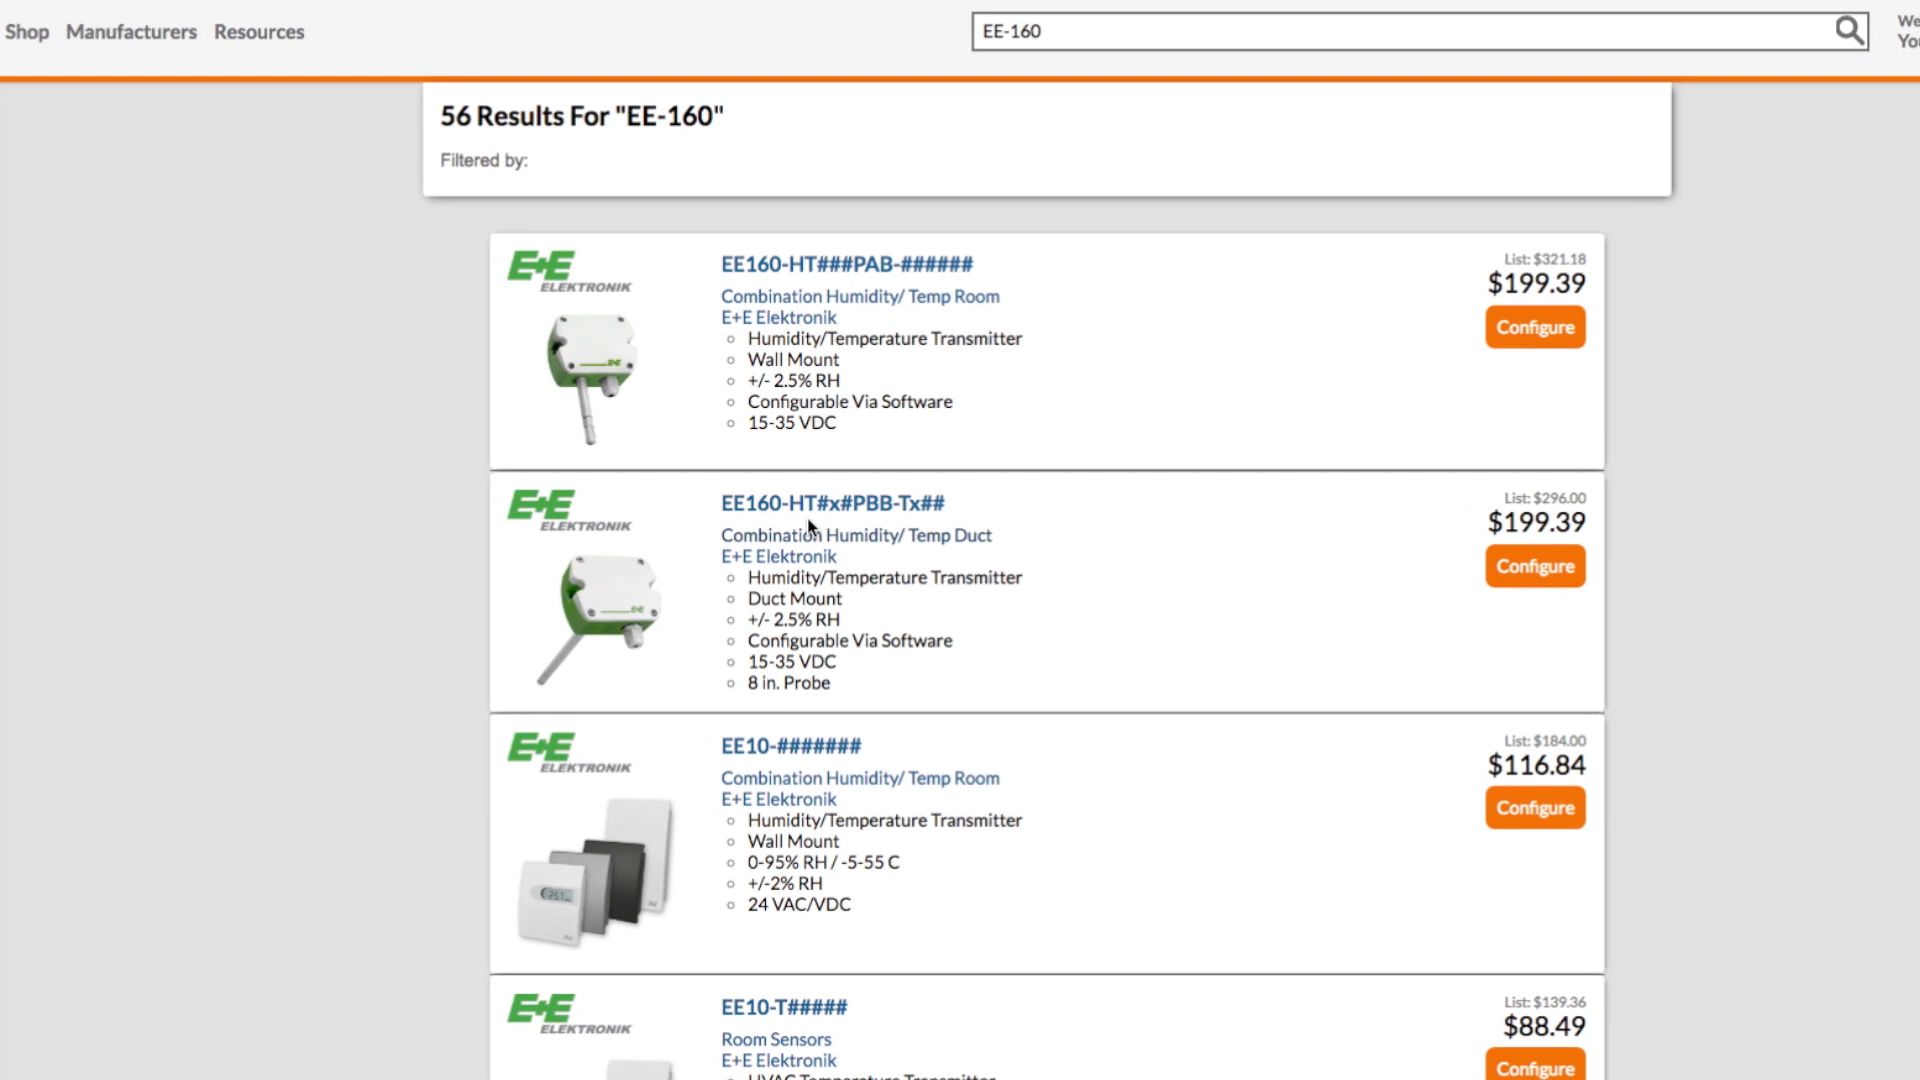 Shop Manufacturers Resources
EE-160
We
You
56 Results For "EE-160"
Filtered by:
E+E
ELEKTRONIK
EE160-HT###PAB-######
Combination Humidity/ Temp Room
E+E Elektronik
Humidity/Temperature Transmitter
Wall Mount
+/- 2.5% RH
Configurable Via Software
15-35 VDC
List: $321.18
$199.39
Configure
E+E
ELEKTRONIK
EE160-HT#x#PBB-Tx##
Combination Humidity/ Temp Duct
E+E Elektronik
Humidity/Temperature Transmitter
Duct Mount
+/- 2.5% RH
Configurable Via Software
15-35 VDC
8 in. Probe
List: $296.00
$199.39
Configure
E+E
ELEKTRONIK
EE10-#######
Combination Humidity/ Temp Room
E+E Elektronik
Humidity/Temperature Transmitter
Wall Mount
0-95% RH / -5-55 C
+/-2% RH
24 VAC/VDC
List: $184.00
$116.84
Configure
E+E
ELEKTRONIK
EE10-T#####
Room Sensors
E+E Elektronik
HVAC Temperature Transmitter
List: $139.36
$88.49
Configure